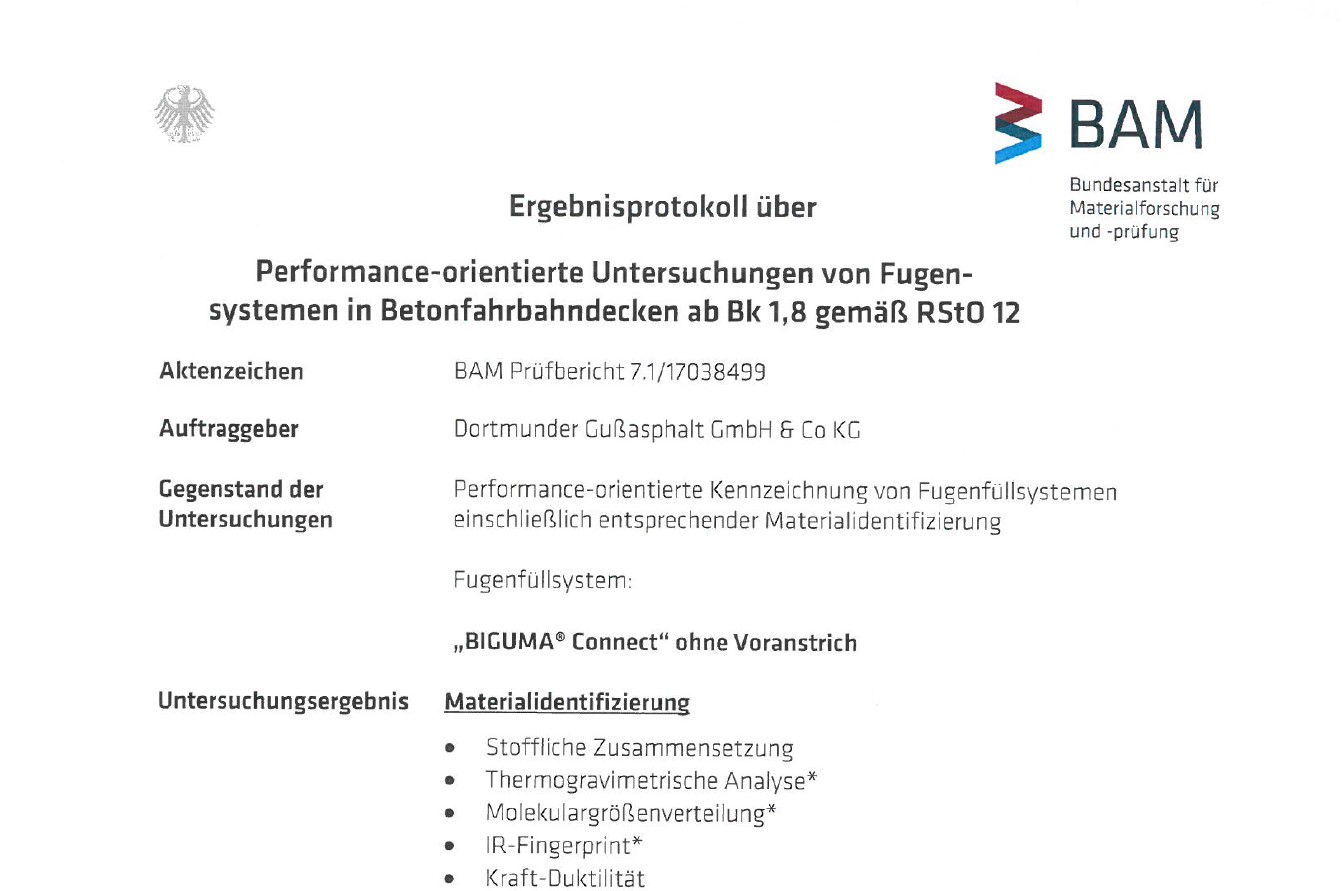 BAM
Bundesanstalt für
Materialforschung
und -prüfung
Ergebnisprotokoll über
Performance-orientierte Untersuchungen von Fugen-
systemen in Betonfahrbahndecken ab Bk 1,8 gemäß RStO 12
Aktenzeichen BAM Prüfbericht 7.1/17038499
Auftraggeber Dortmunder Gußasphalt GmbH & Co KG
Gegenstand der Performance-orientierte Kennzeichnung von Fugenfüllsystemen
Untersuchungen einschließlich entsprechender Materialidentifizierung
Fugenfüllsystem:
„BIGUMA® Connect“ ohne Voranstrich
Untersuchungsergebnis Materialidentifizierung
• Stoffliche Zusammensetzung
• Thermogravimetrische Analyse*
• Molekulargrößenverteilung*
• IR-Fingerprint*
• Kraft-Duktilität